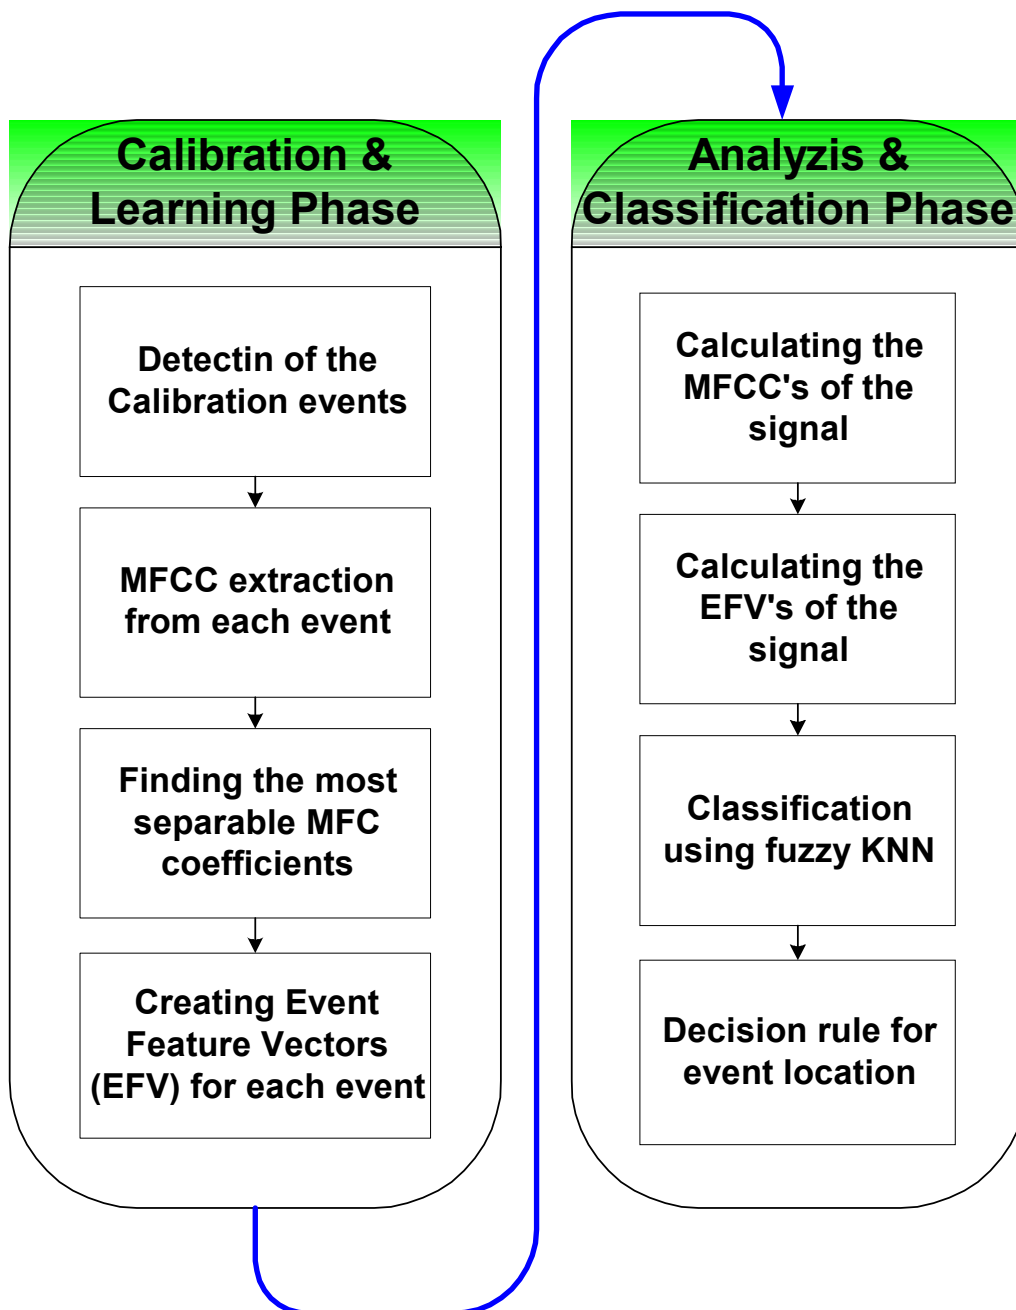 Calibration &
Learning Phase
Detectin of the
Calibration events
MFCC extraction
from each event
Finding the most
separable MFC
coefficients
Creating Event
Feature Vectors
(EFV) for each event
Analyzis &
Classification Phase
Calculating the
MFCC's of the
signal
Calculating the
EFV's of the
signal
Classification
using fuzzy KNN
Decision rule for
event location